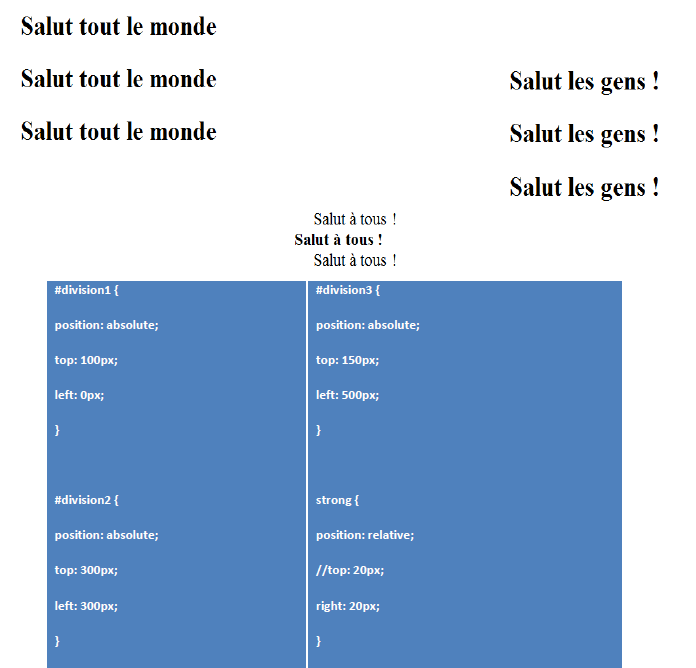 Salut tout le monde
Salut tout le monde
Salut tout le monde
Salut les gens !
Salut les gens !
Salut les gens !
Salut à tous !
Salut à tous !
Salut à tous !
#division1 {
position: absolute;
top: 100px;
left: 0px;
}
#division2 {
position: absolute;
top: 300px;
left: 300px;
}
#division3 {
position: absolute;
top: 150px;
left: 500px;
}
strong {
position: relative;
//top: 20px;
right: 20px;
}